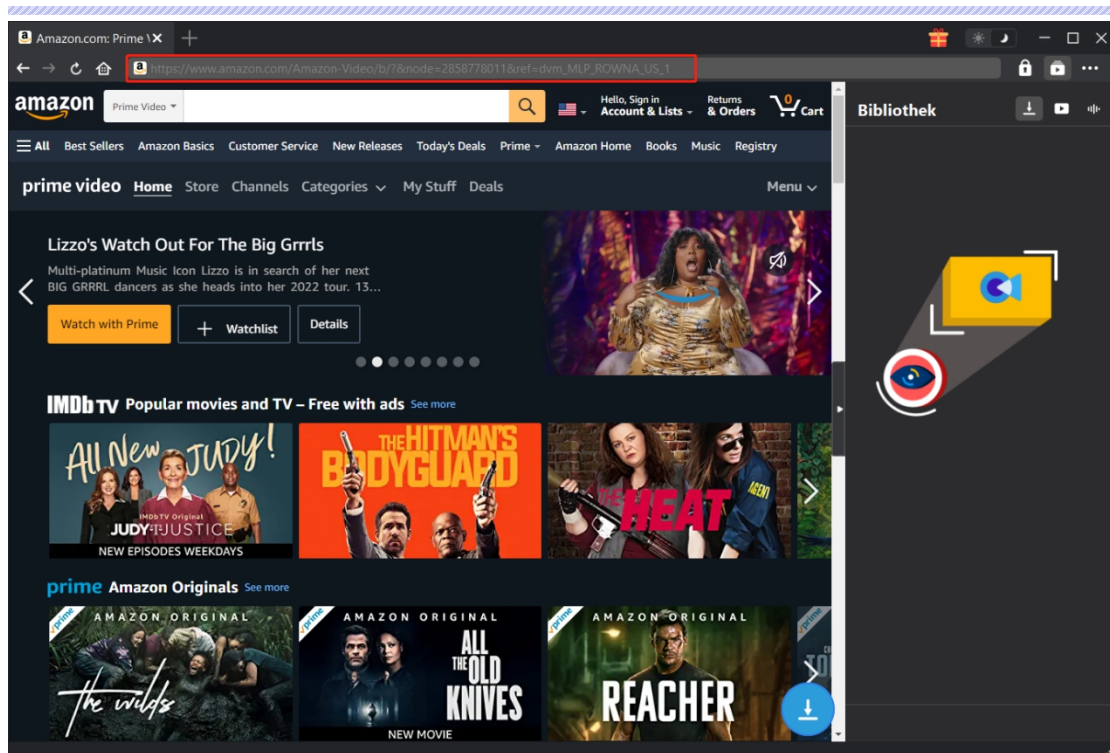 Amazon.com: Prime V
https://www.amazon.com/Amazon-Video/b/?&node=2858778011&ref=dvm_MLP_ROWNA_US_1
amazon
Prime Video
Hello, Sign in
Account & Lists
Returns
& Orders
0
Cart
Bibliothek
All Best Sellers Amazon Basics Customer Service New Releases Today's Deals Prime Amazon Home Books Music Registry
prime video Home Store Channels Categories My Stuff Deals Menu
Lizzo's Watch Out For The Big Grrrls
Multi-platinum Music Icon Lizzo is in search of her next
BIG GRRRL dancers as she heads into her 2022 tour. 13...
Watch with Prime
+ Watchlist
Details
IMDb TV Popular movies and TV – Free with ads See more
All New JUDY!
IMDb TV Original
JUDY JUSTICE
NEW EPISODES WEEKDAYS
THE HITMAN'S
BODYGUARD
THE HEAT
AGENT
prime Amazon Originals See more
prime
AMAZON ORIGINAL
the wilds
prime
AMAZON ORIGINAL
ALL
THE OLD
KNIVES
NEW MOVIE
prime
AMAZON ORIGINAL
REACHER
prime